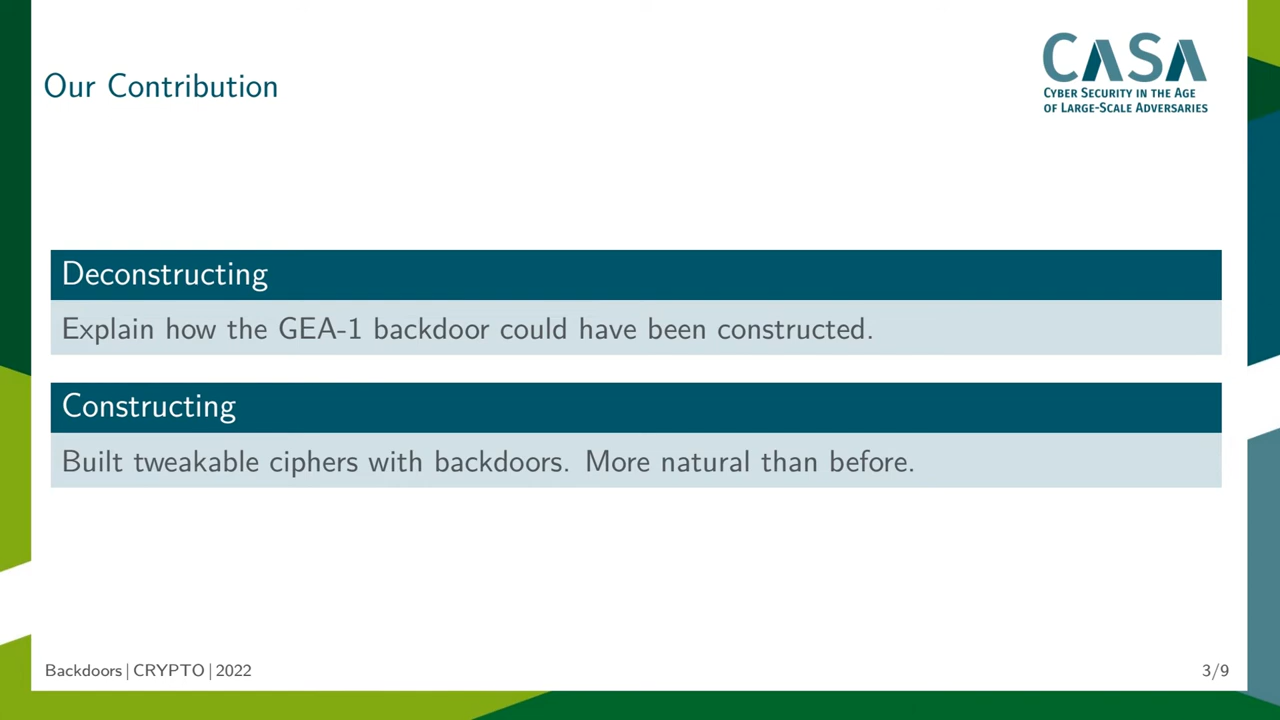 Our Contribution
CASA
CYBER SECURITY IN THE AGE
OF LARGE-SCALE ADVERSARIES
Deconstructing
Explain how the GEA-1 backdoor could have been constructed.
Constructing
Built tweakable ciphers with backdoors. More natural than before.
Backdoors | CRYPTO | 2022
3/9